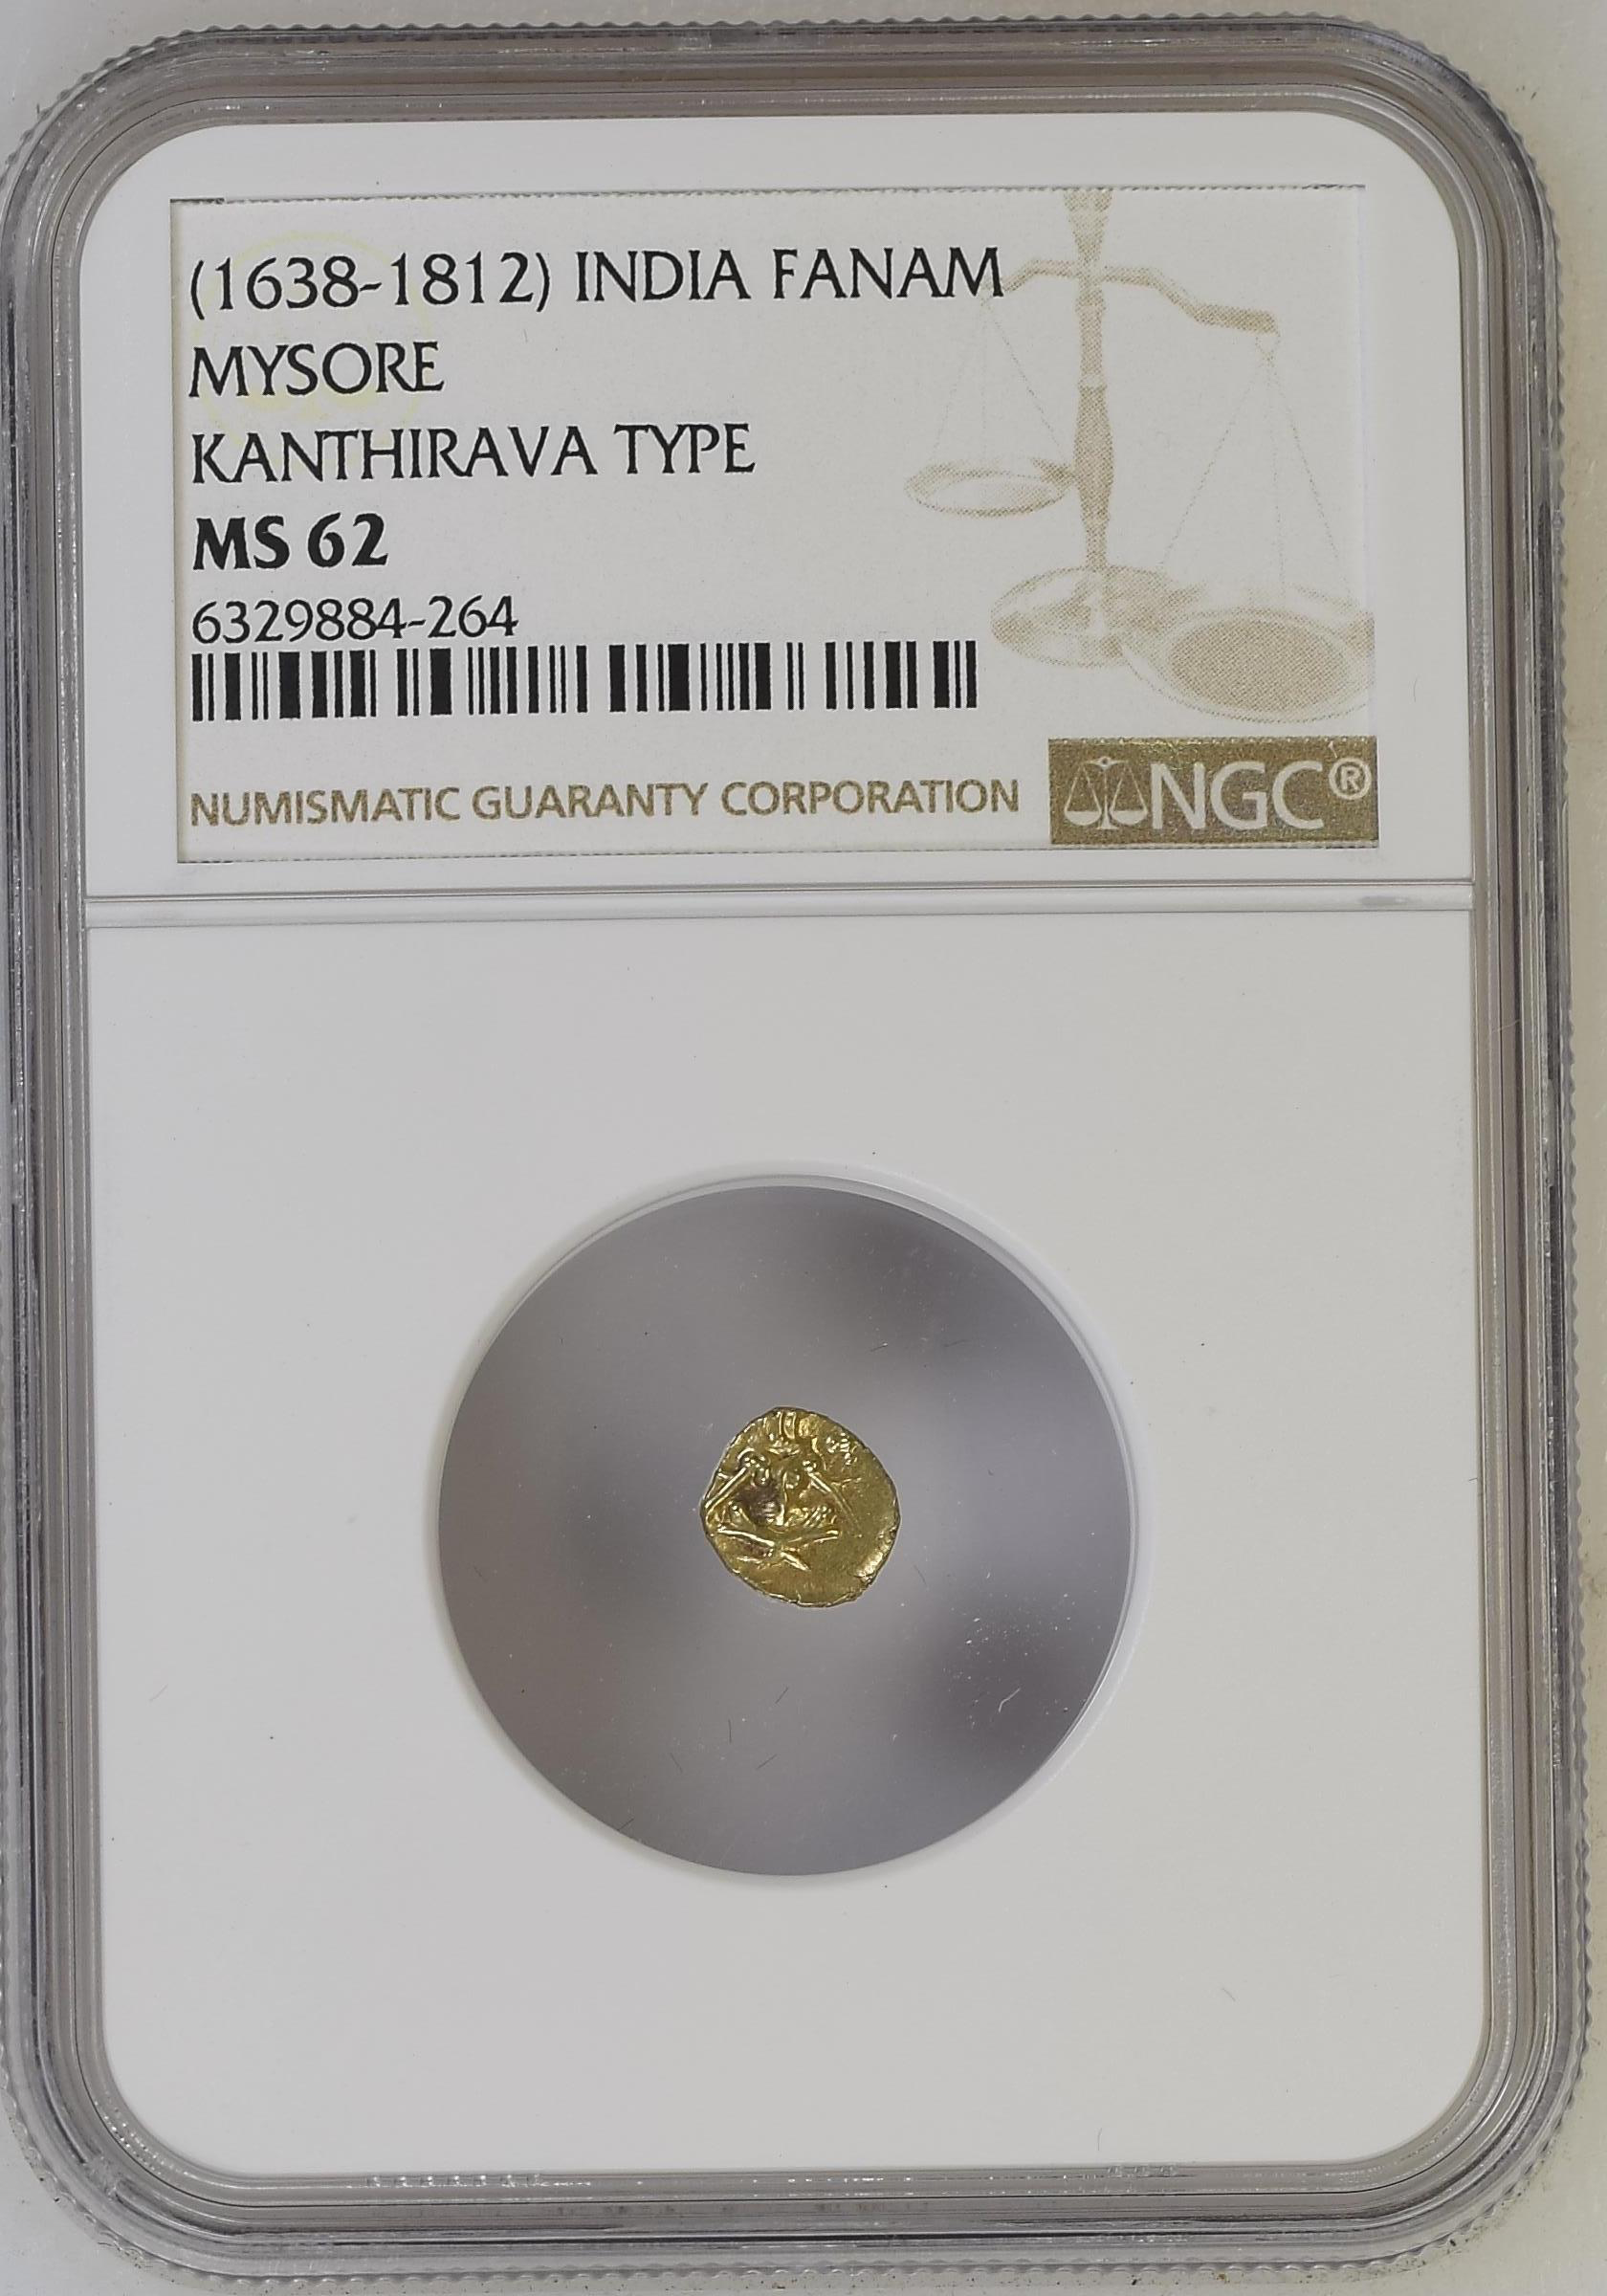 (1638-1812) INDIA FANAM
MYSORE
KANTHIRAVA TYPE
MS 62
6329884-264
NUMISMATIC GUARANTY CORPORATION
NGC®